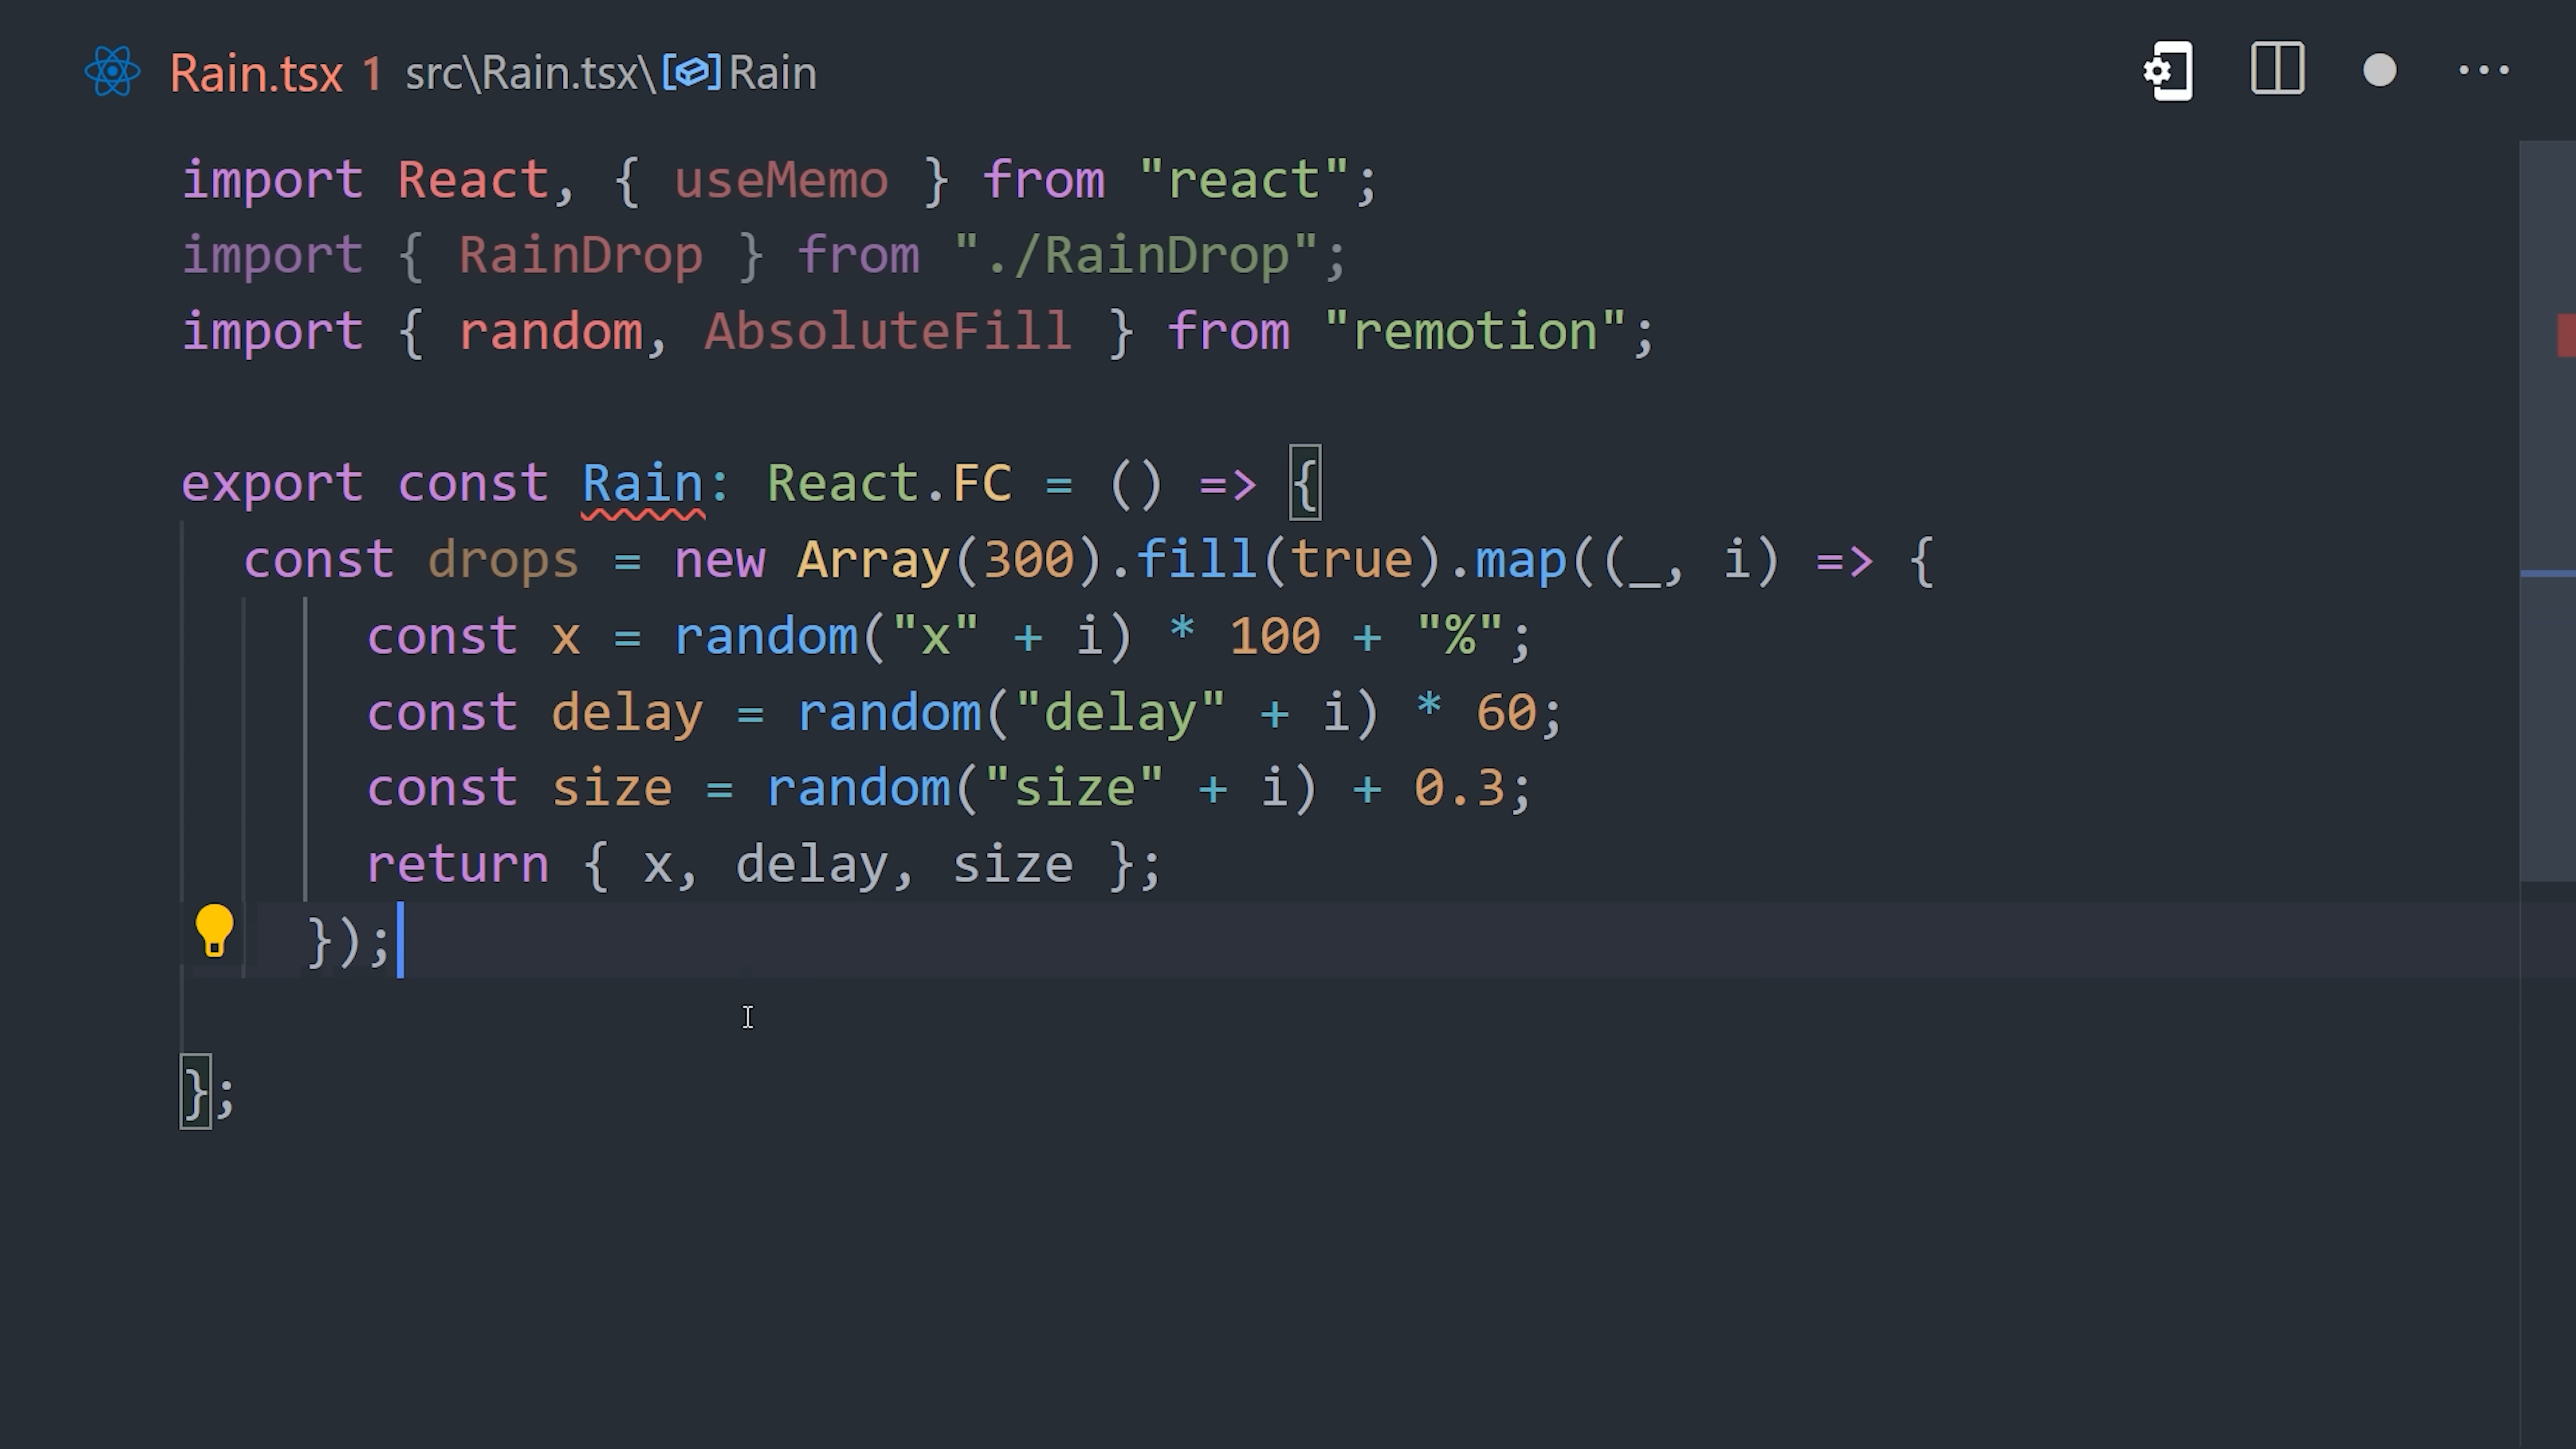 Rain.tsx 1 src\Rain.tsx\Rain
import React, { useMemo } from "react";
import { RainDrop } from "./RainDrop";
import { random, AbsoluteFill } from "remotion";
export const Rain: React.FC = () => {
const drops = new Array(300).fill(true).map((_, i) => {
const x = random("x" + i) * 100 + "%";
const delay = random("delay" + i) * 60;
const size = random("size" + i) + 0.3;
return { x, delay, size };
});
};